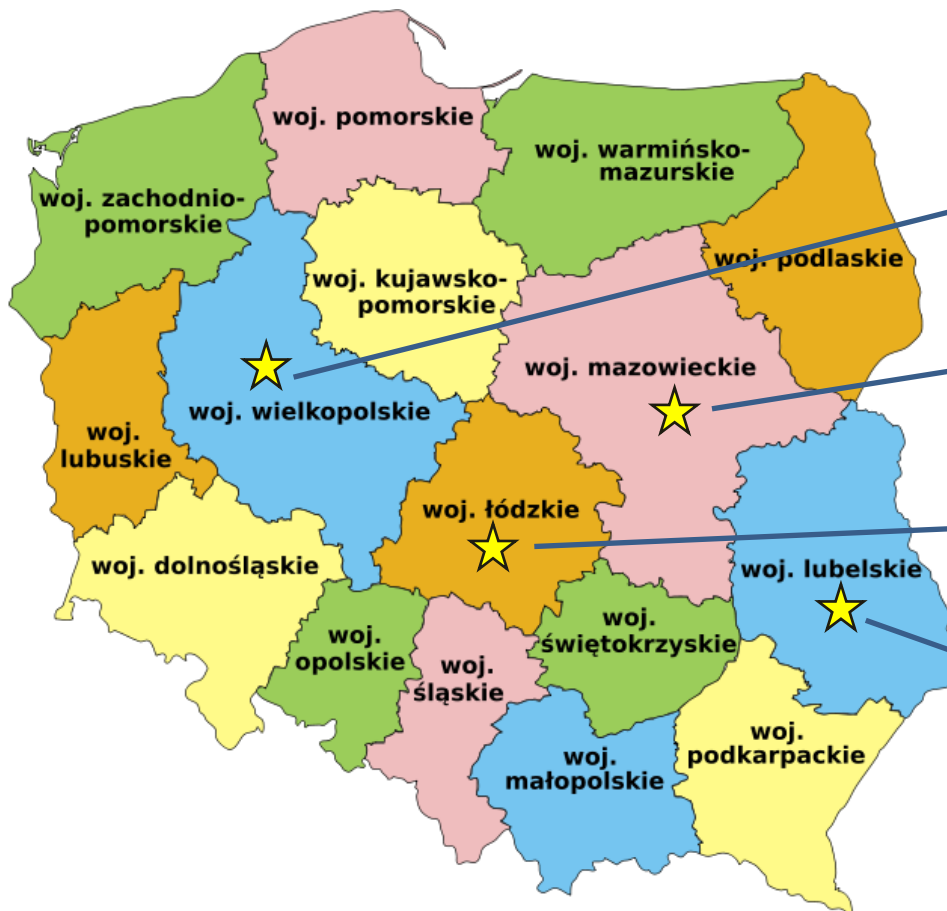 woj. pomorskie
woj. warmińsko-
mazurskie
woj. zachodnio-
pomorskie
woj. podlaskie
woj. kujawsko-
pomorskie
woj. mazowieckie
woj. wielkopolskie
woj.
lubuskie
woj. łódzkie
woj. dolnośląskie
woj. lubelskie
woj.
opolskie
woj.
śląskie
woj.
świętokrzyskie
woj.
małopolskie
woj.
podkarpackie